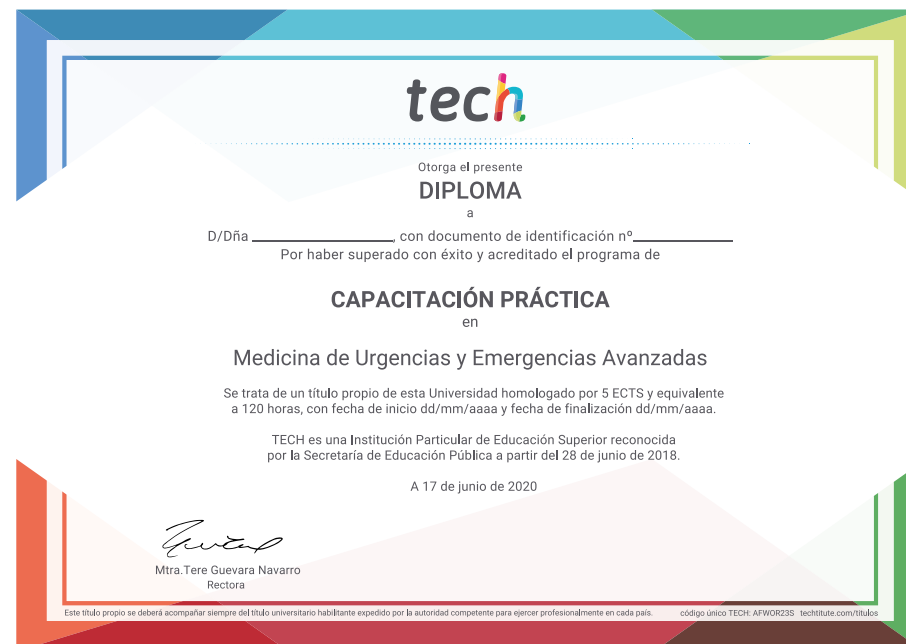 tech
Otorga el presente
DIPLOMA
a
D/Dña , con documento de identificación nº
Por haber superado con éxito y acreditado el programa de
CAPACITACIÓN PRÁCTICA
en
Medicina de Urgencias y Emergencias Avanzadas
Se trata de un título propio de esta Universidad homologado por 5 ECTS y equivalente
a 120 horas, con fecha de inicio dd/mm/aaaa y fecha de finalización dd/mm/aaaa.
TECH es una Institución Particular de Educación Superior reconocida
por la Secretaría de Educación Pública a partir del 28 de junio de 2018.
A 17 de junio de 2020
Mtra.Tere Guevara Navarro
Rectora
Este título propio se deberá acompañar siempre del título universitario habilitante expedido por la autoridad competente para ejercer profesionalmente en cada país. código único TECH: AFWOR23S techtitute.com/titulos